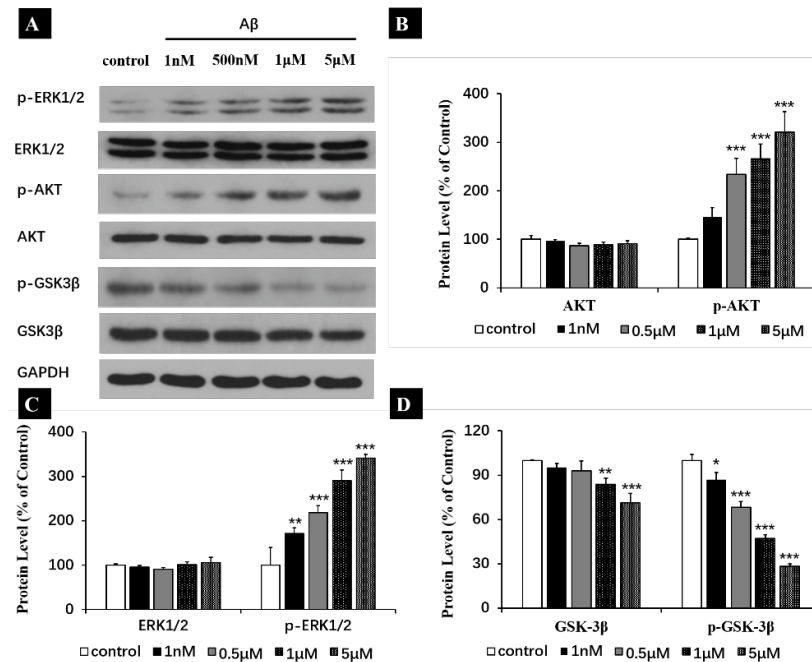 A
Aβ
control 1nM 500nM 1μM 5μM
p-ERK1/2
ERK1/2
p-AKT
AKT
p-GSK3β
GSK3β
GAPDH
B
Protein Level (% of Control)
400
300
200
100
0
***
***
***
AKT p-AKT
control 1nM 0.5μM 1μM 5μM
C
Protein Level (% of Control)
400
300
200
100
0
**
***
***
***
ERK1/2 p-ERK1/2
control 1nM 0.5μM 1μM 5μM
D
Protein Level (% of Control)
120
90
60
30
0
**
***
*
***
***
***
GSK-3β p-GSK-3β
control 1nM 0.5μM 1μM 5μM